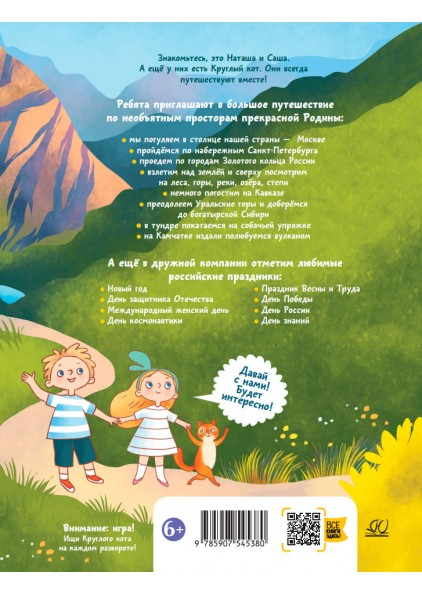 Знакомьтесь, это Наташа и Саша.
А ещё у них есть Круглый кот. Они всегда
путешествуют вместе!
Ребята приглашают в большое путешествие
по необъятным просторам прекрасной Родины:
• мы погуляем в столице нашей страны — Москве
• пройдёмся по набережным Санкт-Петербурга
• проедем по городам Золотого кольца России
• взлетим над землёй и сверху посмотрим
на леса, горы, реки, озёра, степи
• немного погостим на Кавказе
• преодолеем Уральские горы и доберёмся
до богатырской Сибири
• в тундре покатаемся на собачьей упряжке
• на Камчатке издали полюбуемся вулканом
А ещё в дружной компании отметим любимые
российские праздники:
• Новый год
• День защитника Отечества
• Международный женский день
• День космонавтики
• Праздник Весны и Труда
• День Победы
• День России
• День знаний
Давай
с нами!
Будет
интересно!
Внимание: игра!
Ищи Круглого кота
на каждом развороте!
6+
9 785907 545380
ВСЕ
КНИГИ
ЗДЕСЬ!